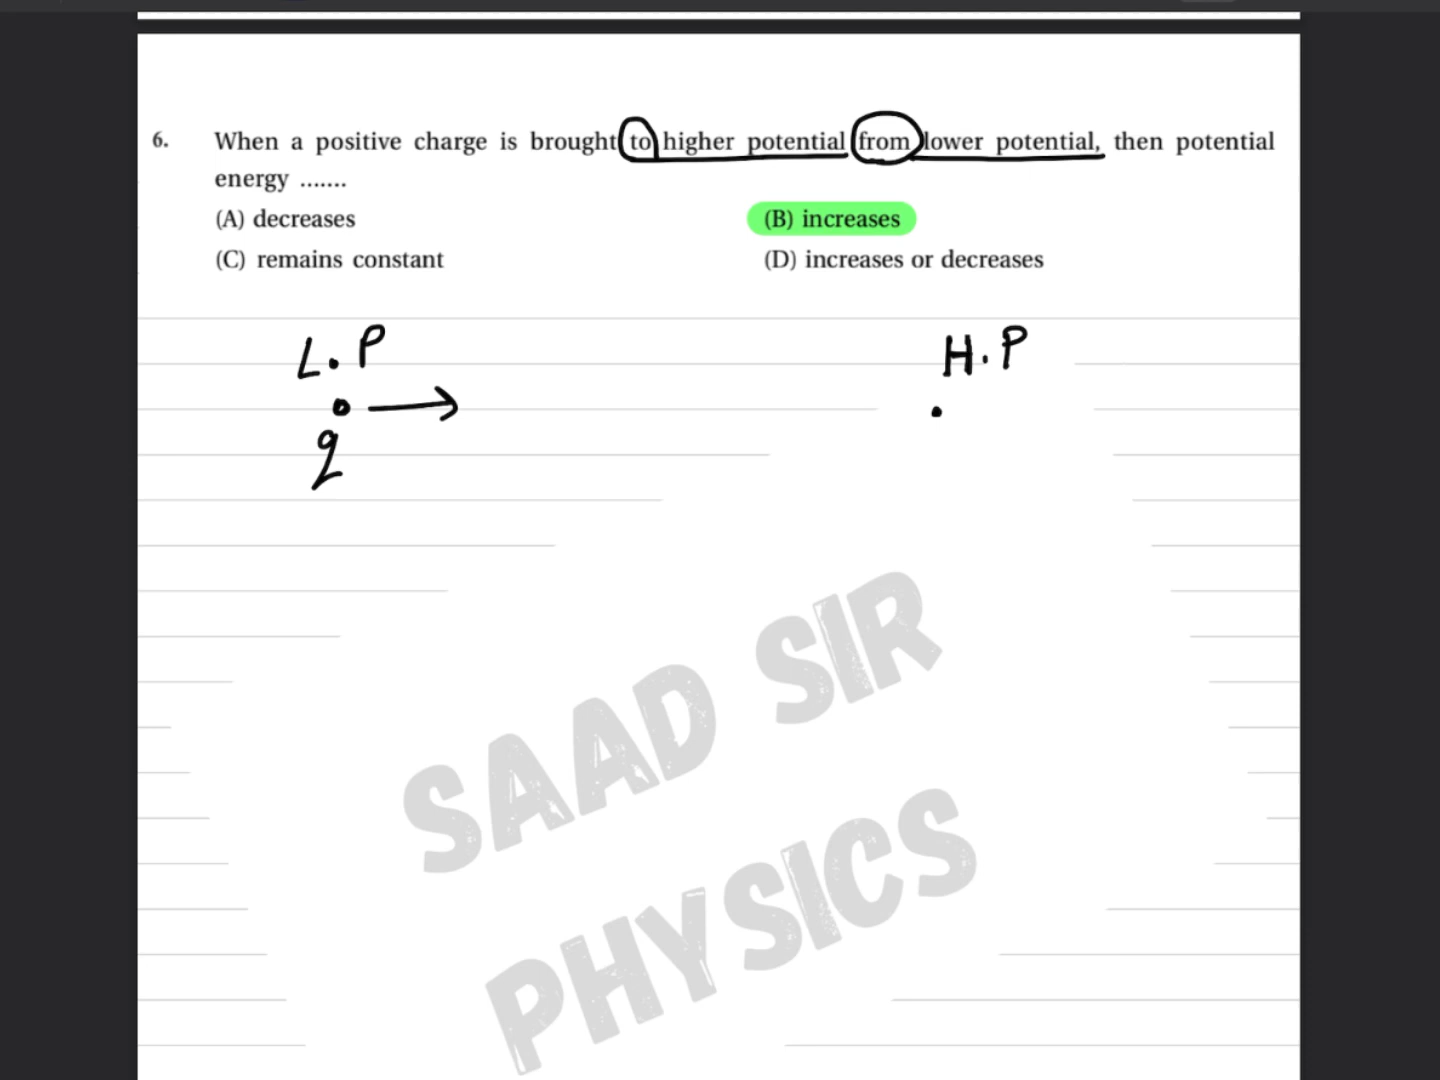 6. When a positive charge is brought to higher potential from lower potential, then potential
energy .......
(A) decreases (B) increases
(C) remains constant (D) increases or decreases
L.P H.P
q
SAAD SIR
PHYSICS